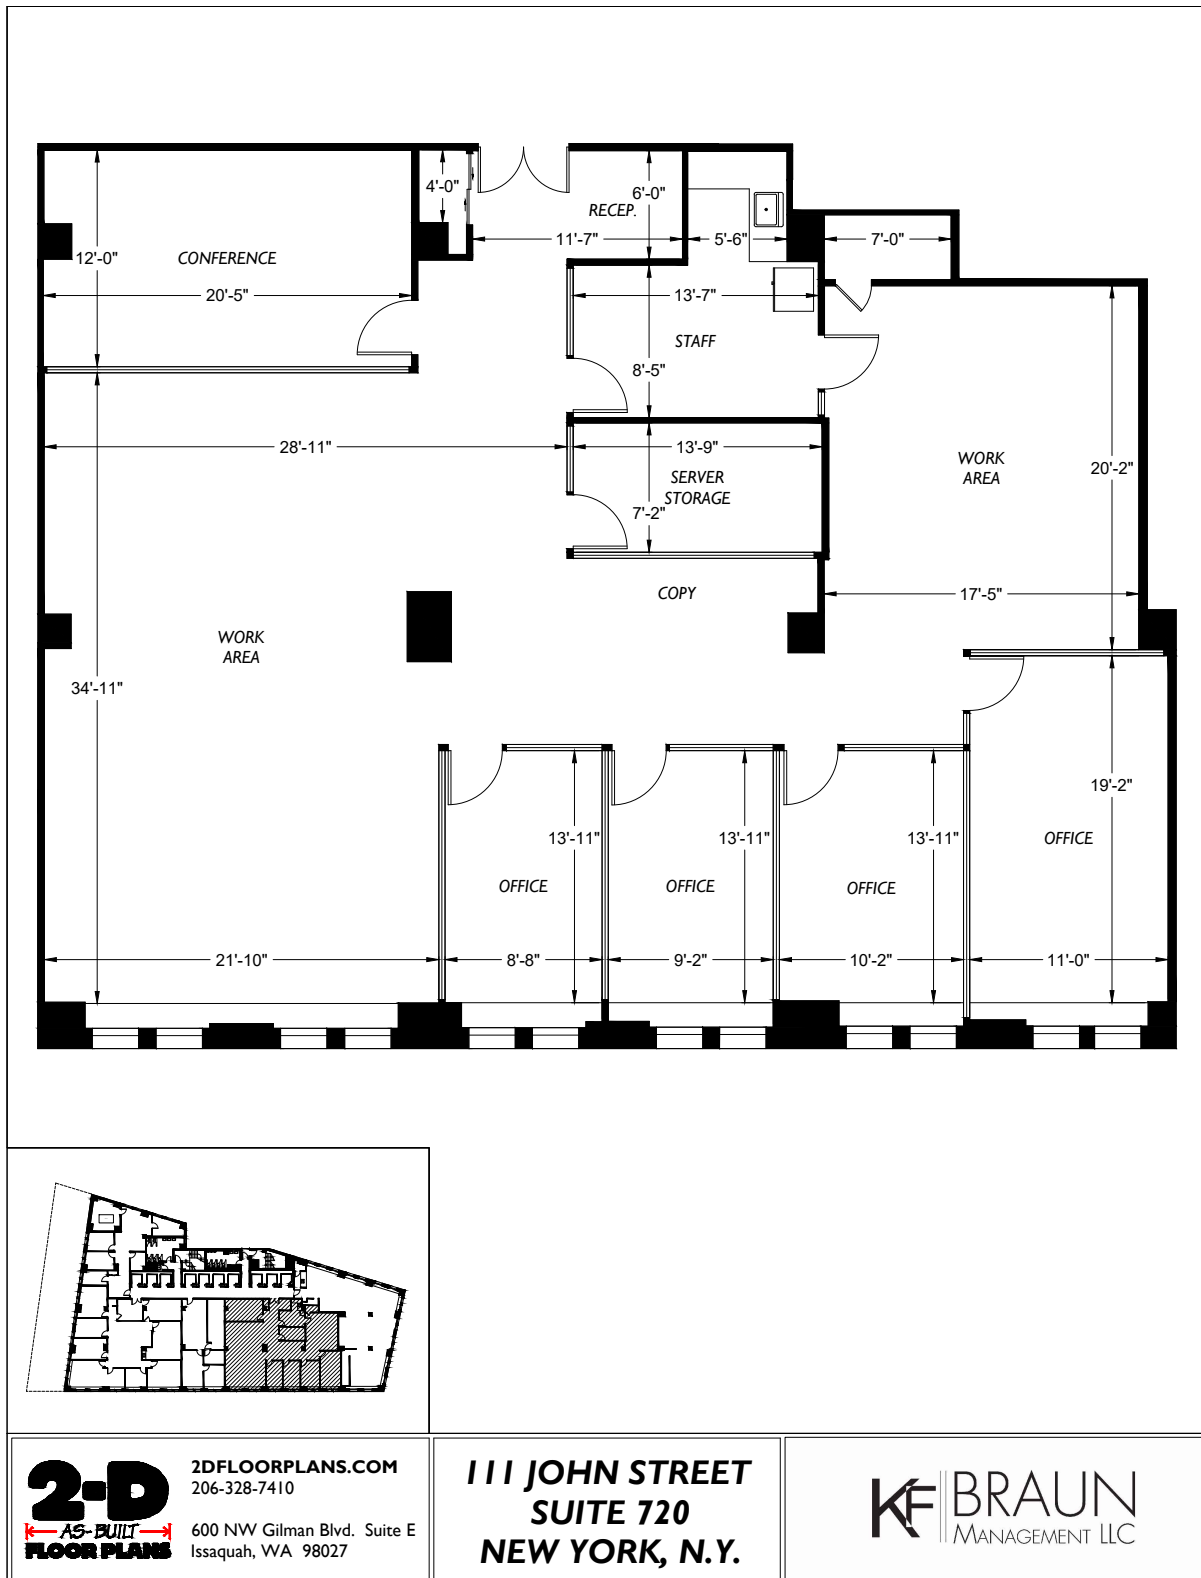 4'-0"
6'-0"
RECEP.
11'-7"
5'-6"
7'-0"
12'-0"
CONFERENCE
20'-5"
13'-7"
STAFF
8'-5"
28'-11"
13'-9"
SERVER
STORAGE
7'-2"
WORK
AREA
20'-2"
COPY
17'-5"
WORK
AREA
34'-11"
19'-2"
13'-11"
13'-11"
13'-11"
OFFICE
OFFICE
OFFICE
OFFICE
21'-10"
8'-8"
9'-2"
10'-2"
11'-0"
2-D
AS-BUILT
FLOOR PLANS
2DFLOORPLANS.COM
206-328-7410
600 NW Gilman Blvd. Suite E
Issaquah, WA 98027
111 JOHN STREET
SUITE 720
NEW YORK, N.Y.
KF BRAUN
MANAGEMENT LLC